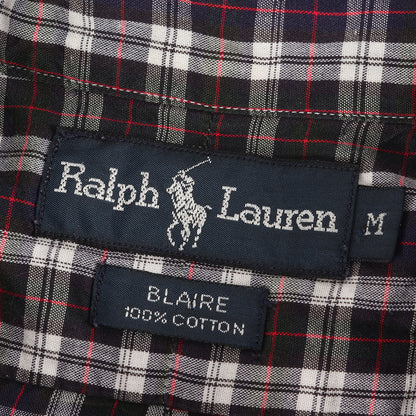 Ralph Lauren
M
BLAIRE
100% COTTON